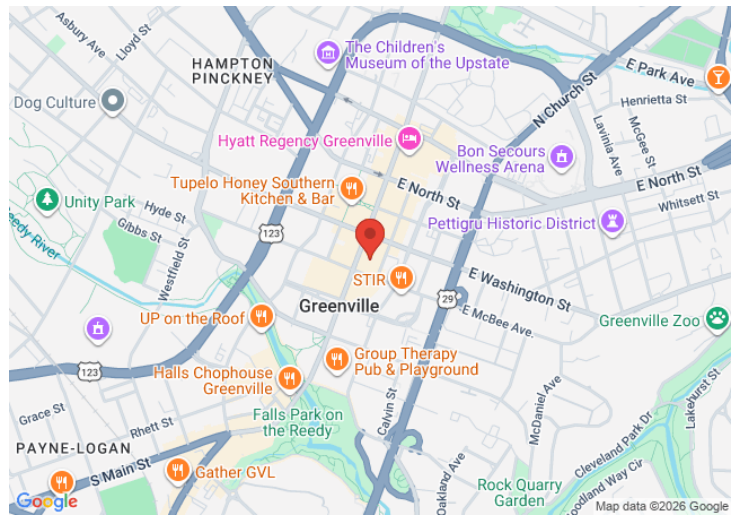 Asbury Ave
Lloyd St
HAMPTON
PINCKNEY
The Children's
Museum of the Upstate
N Church St
E Park Ave
Henrietta St
Dog Culture
Lavinia Ave
McGee St
Hyatt Regency Greenville
Bon Secours
Wellness Arena
E North St
E North St
Whitsett St
Tupelo Honey Southern
Kitchen & Bar
Unity Park
Hyde St
Gibbs St
Westfield St
Reedy River
123
Pettigru Historic District
STIR
E Washington St
29
Greenville
E McBee Ave.
UP on the Roof
Greenville Zoo
123
Halls Chophouse
Greenville
Group Therapy
Pub & Playground
Calvin St
McDaniel Ave
Lakehurst St
Falls Park on
the Reedy
Grace St
Rhett St
PAYNE-LOGAN
S Main St
Gather GVL
Oakland Ave
Rock Quarry
Garden
Cleveland Park Dr
Woodland Way Cir
Google
Map data ©2026 Google